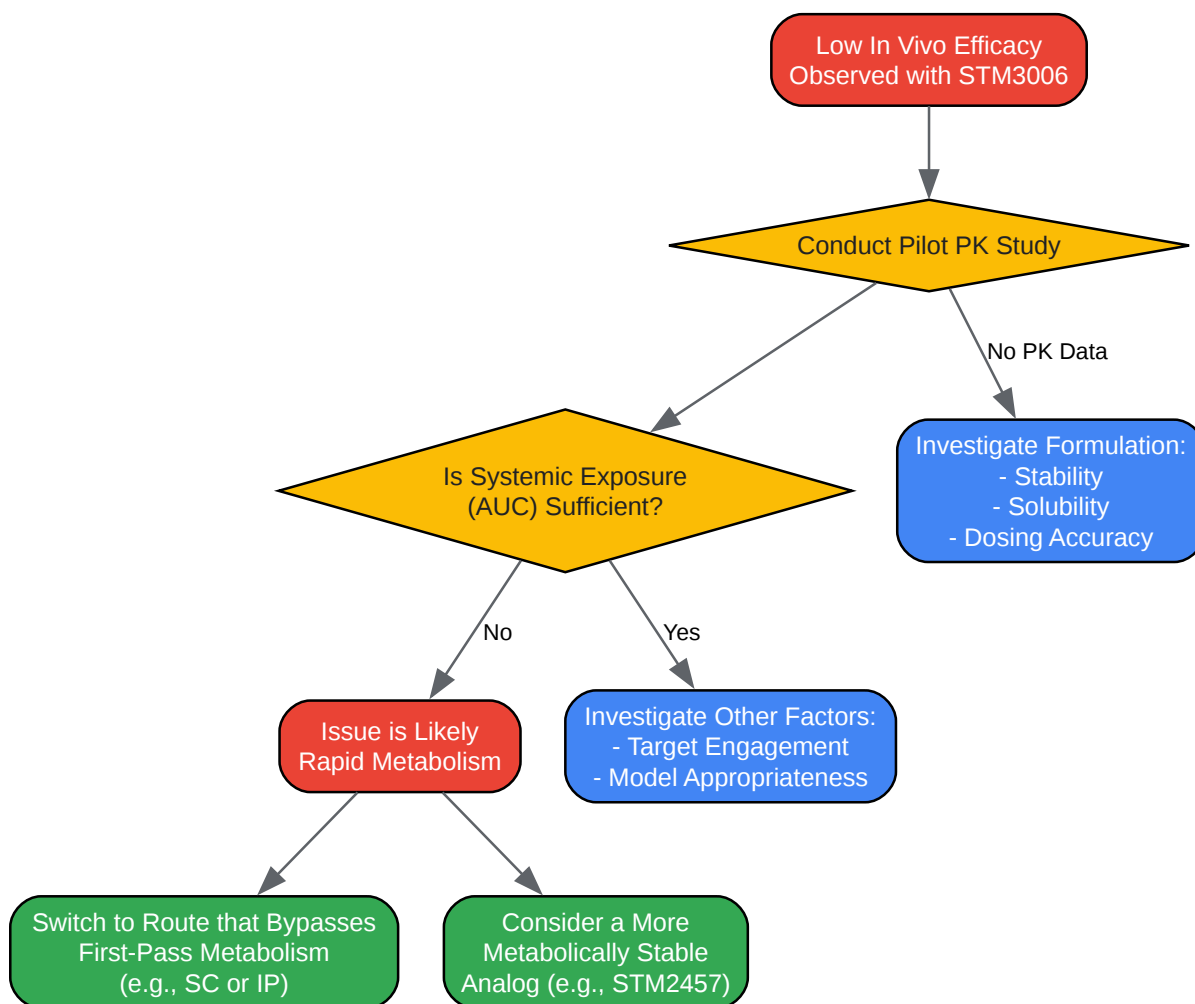 Low In Vivo Efficacy
Observed with STM3006
Conduct Pilot PK Study
No PK Data
Is Systemic Exposure
(AUC) Sufficient?
Investigate Formulation:
- Stability
- Solubility
- Dosing Accuracy
No
Yes
Issue is Likely
Rapid Metabolism
Investigate Other Factors:
- Target Engagement
- Model Appropriateness
Switch to Route that Bypasses
First-Pass Metabolism
(e.g., SC or IP)
Consider a More
Metabolically Stable
Analog (e.g., STM2457)